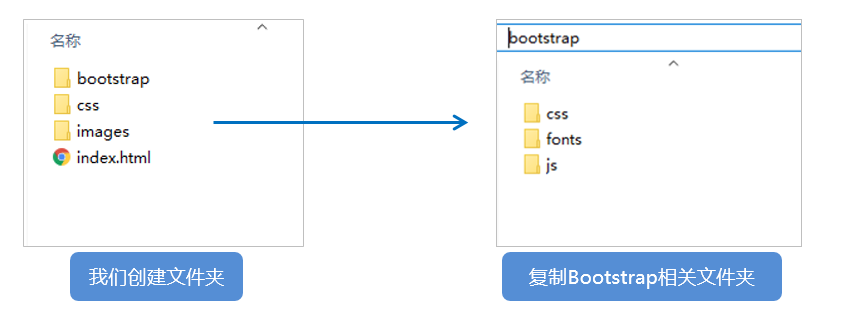 名称
bootstrap
css
images
index.html
我们创建文件夹
bootstrap
名称
css
fonts
js
复制Bootstrap相关文件夹